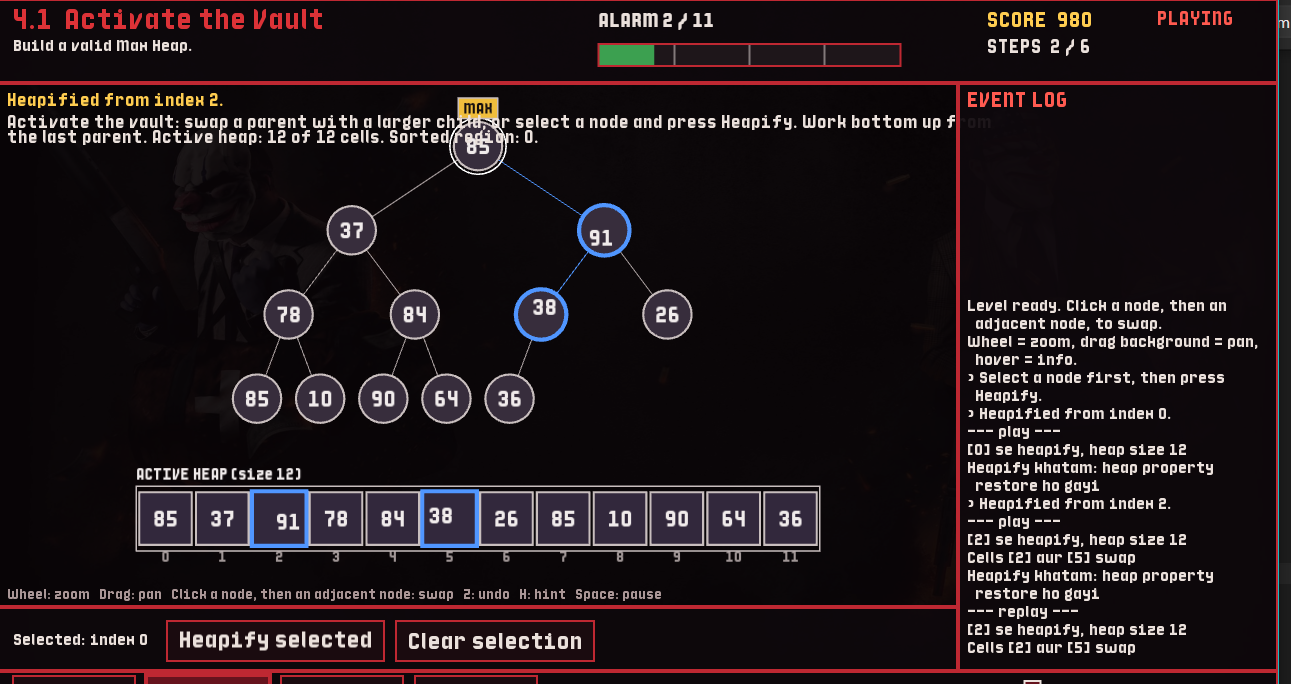 4.1 Activate the Vault
Build a valid Max Heap.
ALARM 2 / 11
SCORE 980
STEPS 2 / 6
PLAYING
Heapified from index 2.
Activate the vault: swap a parent with a larger child, or select a node and press Heapify. Work bottom up from
the last parent. Active heap: 12 of 12 cells. Sorted region: 0.
MAX
85
37
91
78
84
38
26
85
10
90
64
36
ACTIVE HEAP (size 12)
85 37 91 78 84 38 26 85 10 90 64 36
0 1 2 3 4 5 6 7 8 9 10 11
Wheel: zoom Drag: pan Click a node, then an adjacent node: swap Z: undo H: hint Space: pause
Selected: index 0
Heapify selected
Clear selection
EVENT LOG
Level ready. Click a node, then an
adjacent node, to swap.
Wheel = zoom, drag background = pan,
hover = info.
> Select a node first, then press
Heapify.
> Heapified from index 0.
--- play ---
[0] se heapify, heap size 12
Heapify khatam: heap property
restore ho gayi
> Heapified from index 2.
--- play ---
[2] se heapify, heap size 12
Cells [2] aur [5] swap
Heapify khatam: heap property
restore ho gayi
--- replay ---
[2] se heapify, heap size 12
Cells [2] aur [5] swap